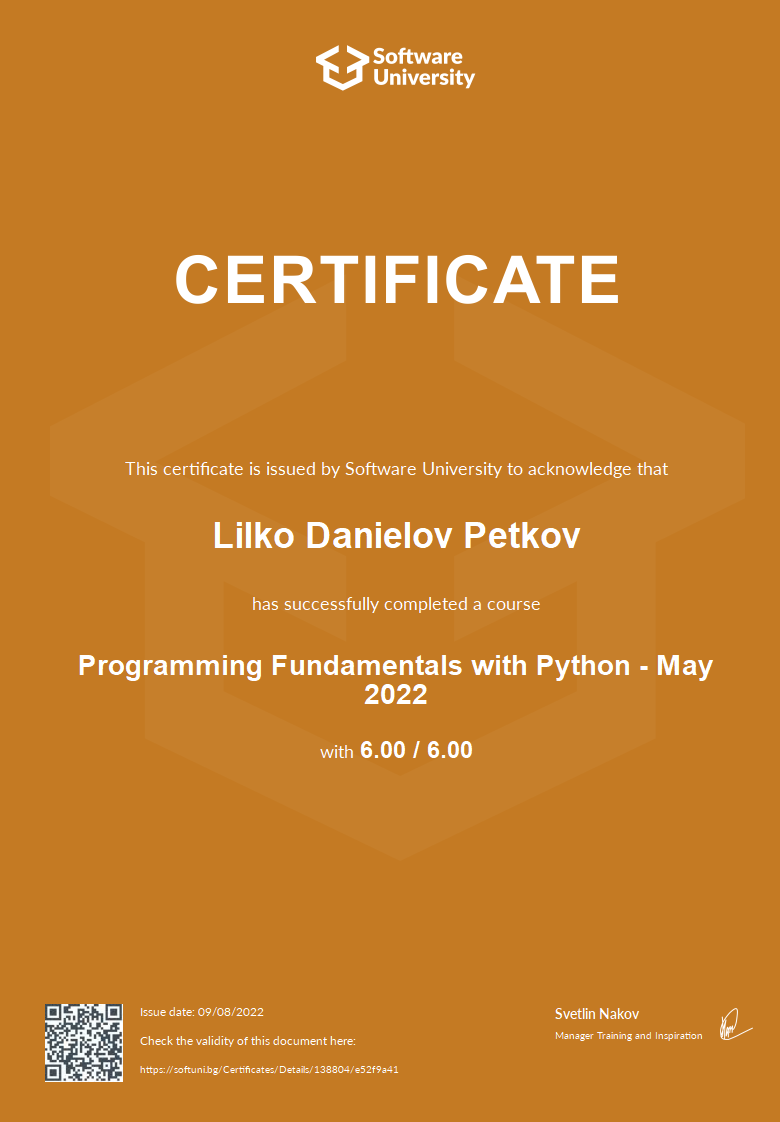 Software
University
CERTIFICATE
This certificate is issued by Software University to acknowledge that
Lilko Danielov Petkov
has successfully completed a course
Programming Fundamentals with Python - May
2022
with 6.00 / 6.00
Issue date: 09/08/2022
Check the validity of this document here:
https://softuni.bg/Certificates/Details/138804/e52f9a41
Svetlin Nakov
Manager Training and Inspiration